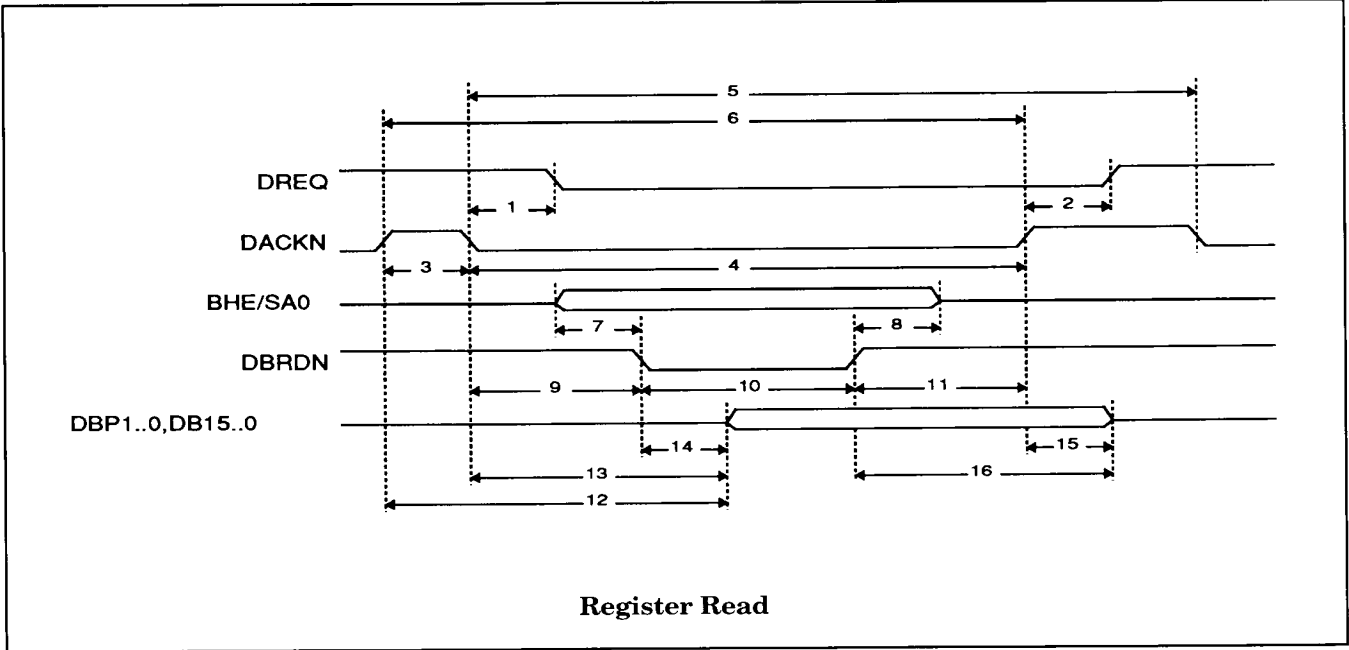 5
6
DREQ
1
2
DACKN
3
4
BHE/SA0
7
8
DBRDN
9
10
11
DBP1..0,DB15..0
14
15
13
16
12
Register Read